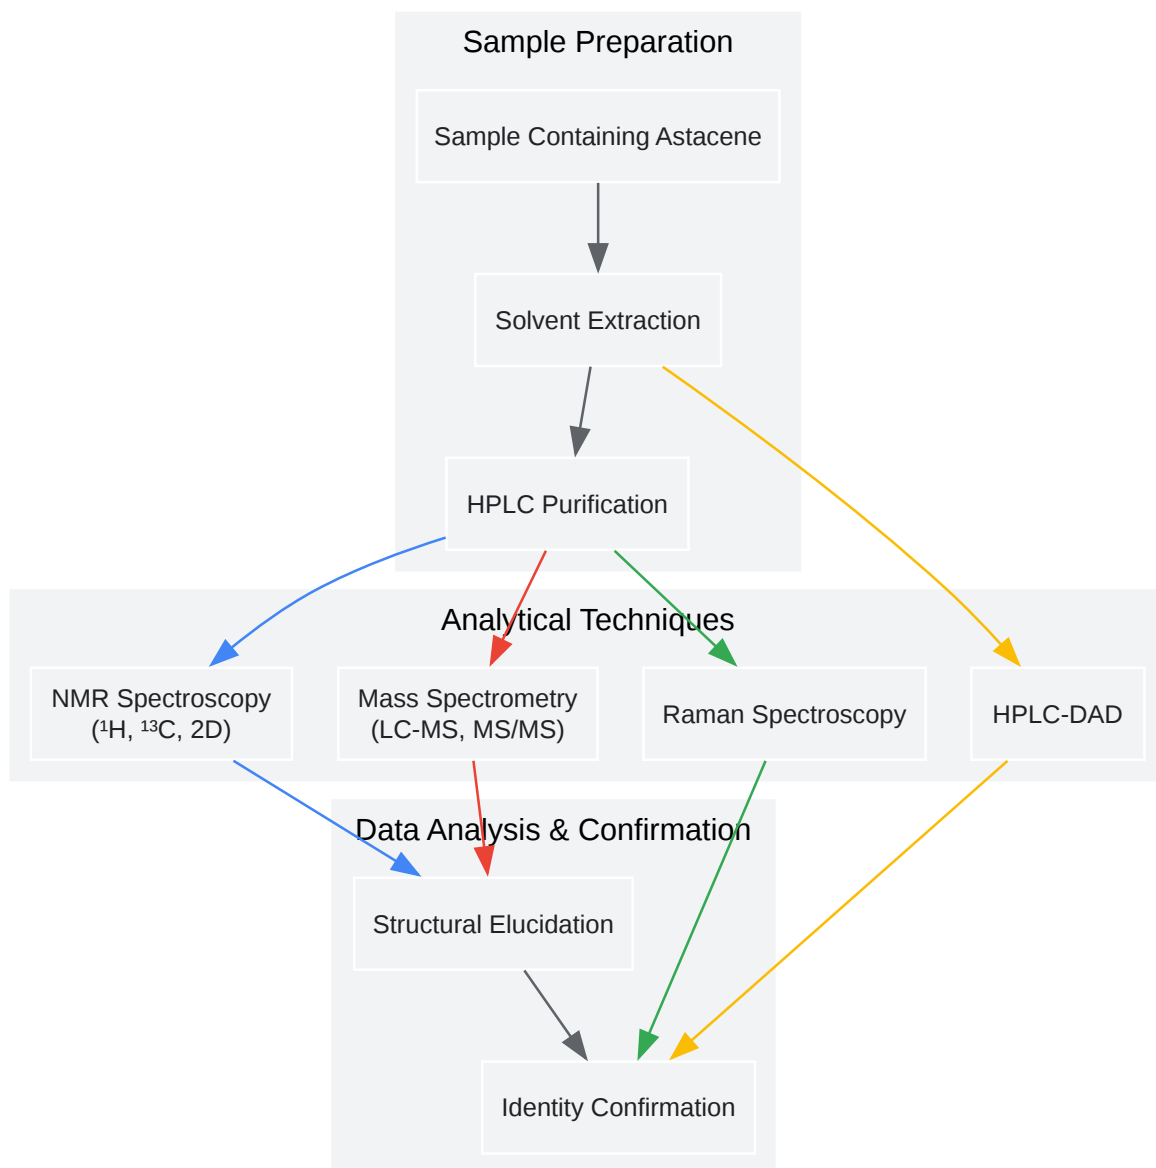 Sample Preparation
Sample Containing Astacene
Solvent Extraction
HPLC Purification
Analytical Techniques
NMR Spectroscopy
(¹H, ¹³C, 2D)
Mass Spectrometry
(LC-MS, MS/MS)
Raman Spectroscopy
HPLC-DAD
Data Analysis & Confirmation
Structural Elucidation
Identity Confirmation